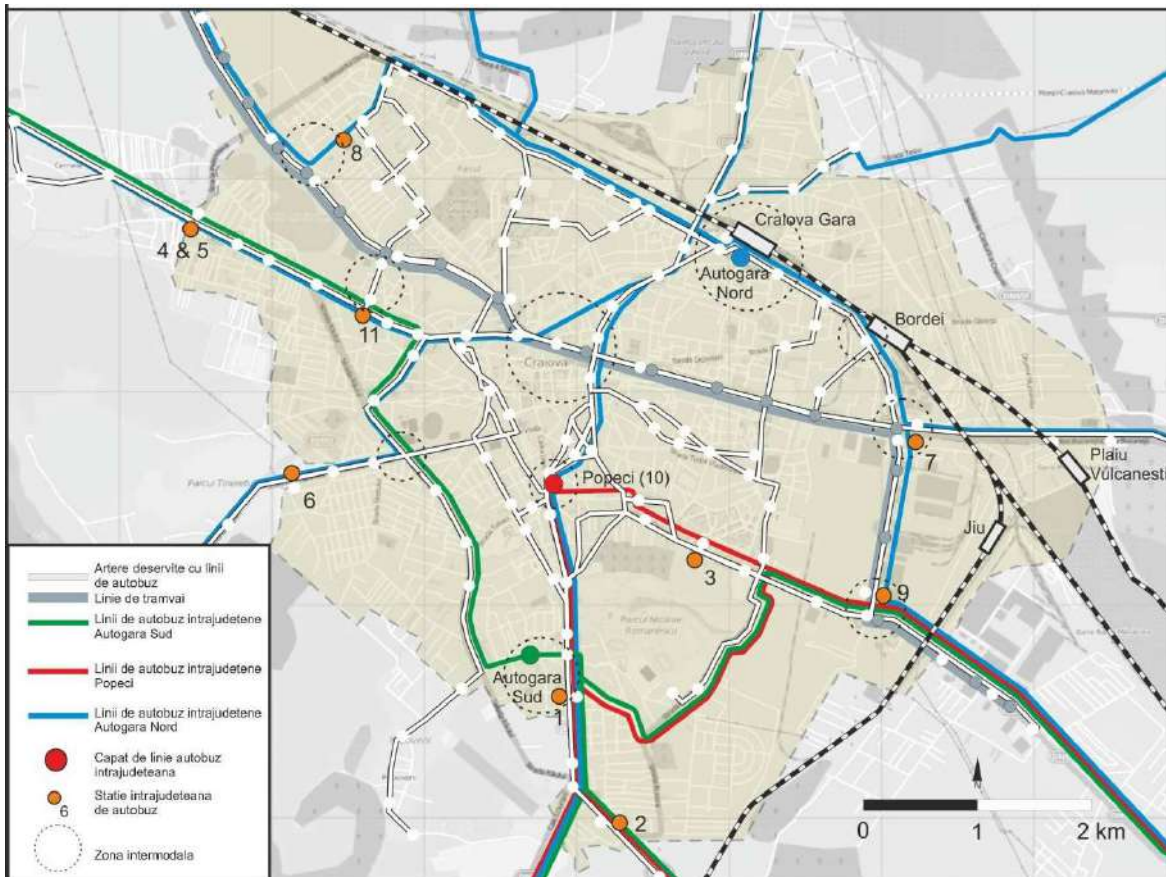 Craiova Gara
8
4 & 5
Autogara
Nord
11
Bordei
Craiova
7
Plaiu
Vulcanesti
Popeci (10)
6
Jiu
3
9
Autogara
Sud
1
2
Artere deservite cu linii
de autobuz
Linie de tramvai
Linii de autobuz intrajudetene
Autogara Sud
Linii de autobuz intrajudetene
Popeci
Linii de autobuz intrajudetene
Autogara Nord
Capat de linie autobuz
intrajudeteana
6
Statie intrajudeteana
de autobuz
Zona intermodala
N
0 1 2 km